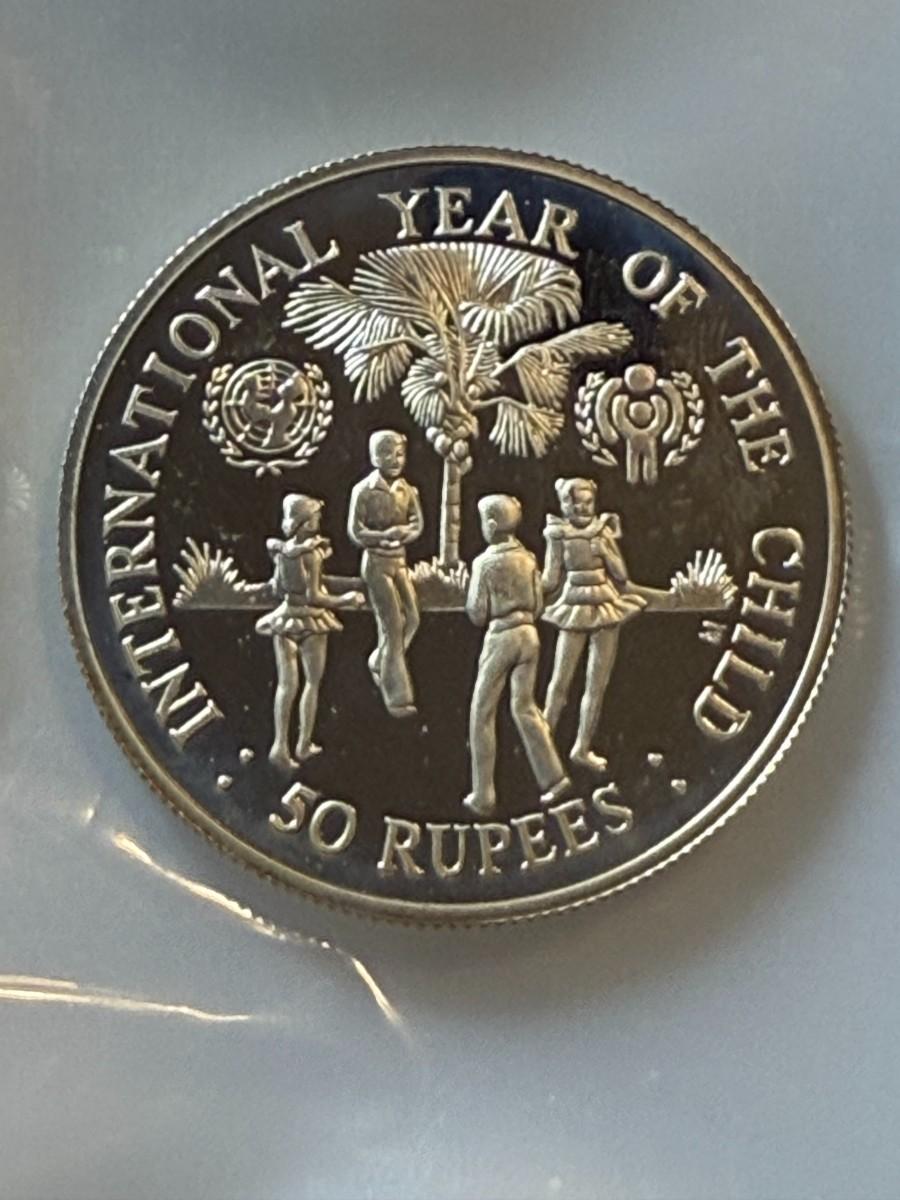 INTERNATIONAL YEAR OF THE CHILD
50 RUPEES